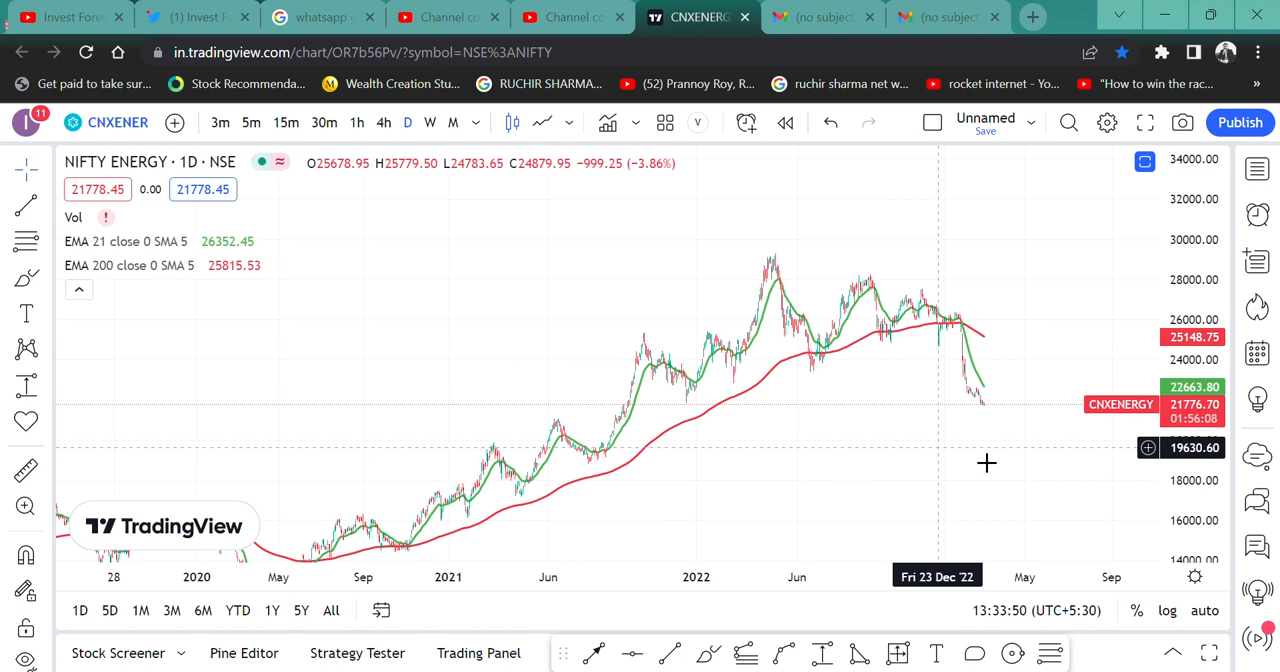 Invest Fores
(1) Invest F
whatsapp g
Channel co
Channel co
CNXENERG
(no subject
(no subject
in.tradingview.com/chart/OR7b56Pv/?symbol=NSE%3ANIFTY
Get paid to take sur...
Stock Recommenda...
M Wealth Creation Stu...
RUCHIR SHARMA...
(52) Prannoy Roy, R...
ruchir sharma net w...
rocket internet - Yo...
"How to win the rac...
»
I 11
CNXENER
3m 5m 15m 30m 1h 4h D W M
V
Unnamed
Save
Publish
NIFTY ENERGY · 1D · NSE
O25678.95 H25779.50 L24783.65 C24879.95 -999.25 (-3.86%)
21778.45 0.00 21778.45
Vol !
EMA 21 close 0 SMA 5 26352.45
EMA 200 close 0 SMA 5 25815.53
34000.00
32000.00
30000.00
28000.00
26000.00
25148.75
24000.00
22663.80
CNXENERGY 21776.70
01:56:08
19630.60
18000.00
16000.00
14000.00
TradingView
28 2020 May Sep 2021 Jun 2022 Jun Fri 23 Dec '22 May Sep
1D 5D 1M 3M 6M YTD 1Y 5Y All
13:33:50 (UTC+5:30) % log auto
Stock Screener Pine Editor Strategy Tester Trading Panel